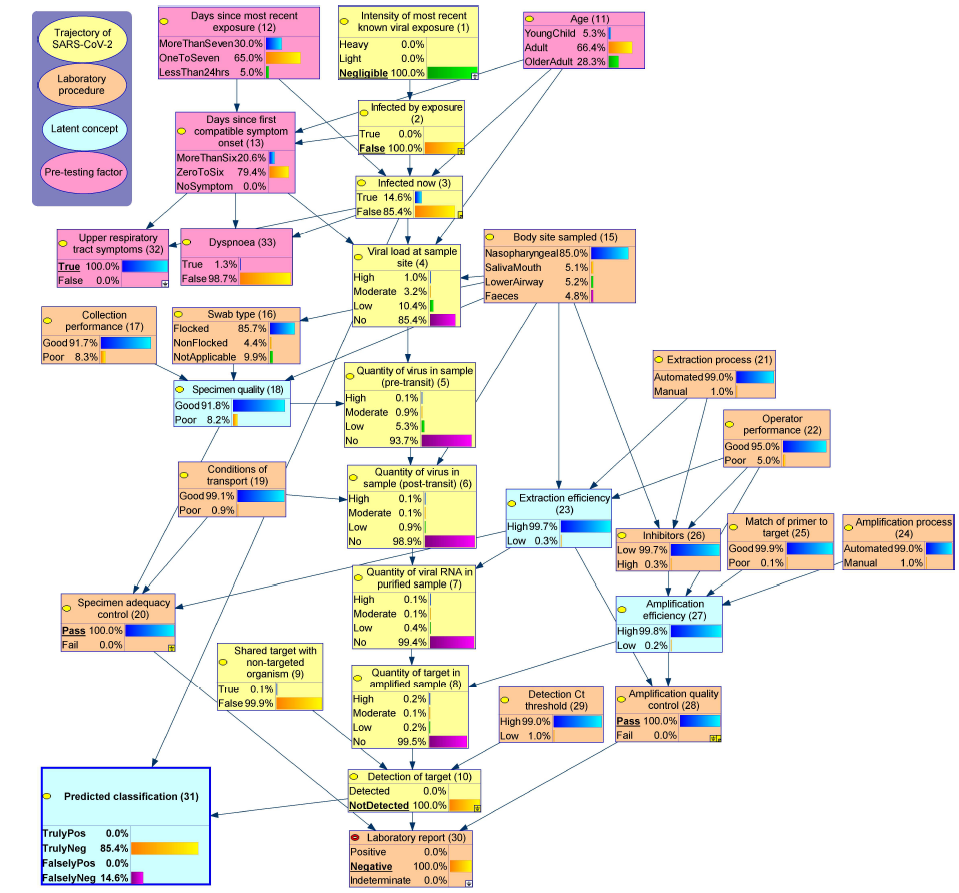 Trajectory of
SARS-CoV-2
Laboratory
procedure
Latent concept
Pre-testing factor
Days since most recent
exposure (12)
MoreThanSeven 30.0%
OneToSeven 65.0%
LessThan24hrs 5.0%
Intensity of most recent
known viral exposure (1)
Heavy 0.0%
Light 0.0%
Negligible 100.0%
Age (11)
YoungChild 5.3%
Adult 66.4%
OlderAdult 28.3%
Infected by exposure
(2)
True 0.0%
False 100.0%
Days since first
compatible symptom
onset (13)
MoreThanSix 20.6%
ZeroToSix 79.4%
NoSymptom 0.0%
Infected now (3)
True 14.6%
False 85.4%
Upper respiratory
tract symptoms (32)
True 100.0%
False 0.0%
Dyspnoea (33)
True 1.3%
False 98.7%
Viral load at sample
site (4)
High 1.0%
Moderate 3.2%
Low 10.4%
No 85.4%
Body site sampled (15)
Nasopharyngeal 85.0%
SalivaMouth 5.1%
LowerAirway 5.2%
Faeces 4.8%
Collection
performance (17)
Good 91.7%
Poor 8.3%
Swab type (16)
Flocked 85.7%
NonFlocked 4.4%
NotApplicable 9.9%
Specimen quality (18)
Good 91.8%
Poor 8.2%
Quantity of virus in sample
(pre-transit) (5)
High 0.1%
Moderate 0.9%
Low 5.3%
No 93.7%
Extraction process (21)
Automated 99.0%
Manual 1.0%
Operator
performance (22)
Good 95.0%
Poor 5.0%
Conditions of
transport (19)
Good 99.1%
Poor 0.9%
Quantity of virus in
sample (post-transit) (6)
High 0.1%
Moderate 0.1%
Low 0.9%
No 98.9%
Extraction efficiency
(23)
High 99.7%
Low 0.3%
Inhibitors (26)
Low 99.7%
High 0.3%
Match of primer to
target (25)
Good 99.9%
Poor 0.1%
Amplification process
(24)
Automated 99.0%
Manual 1.0%
Quantity of viral RNA in
purified sample (7)
High 0.1%
Moderate 0.1%
Low 0.4%
No 99.4%
Specimen adequacy
control (20)
Pass 100.0%
Fail 0.0%
Amplification
efficiency (27)
High 99.8%
Low 0.2%
Shared target with
non-targeted
organism (9)
True 0.1%
False 99.9%
Quantity of target in
amplified sample (8)
High 0.2%
Moderate 0.1%
Low 0.2%
No 99.5%
Detection Ct
threshold (29)
High 99.0%
Low 1.0%
Amplification quality
control (28)
Pass 100.0%
Fail 0.0%
Detection of target (10)
Detected 0.0%
NotDetected 100.0%
Predicted classification (31)
TrulyPos 0.0%
TrulyNeg 85.4%
FalselyPos 0.0%
FalselyNeg 14.6%
Laboratory report (30)
Positive 0.0%
Negative 100.0%
Indeterminate 0.0%